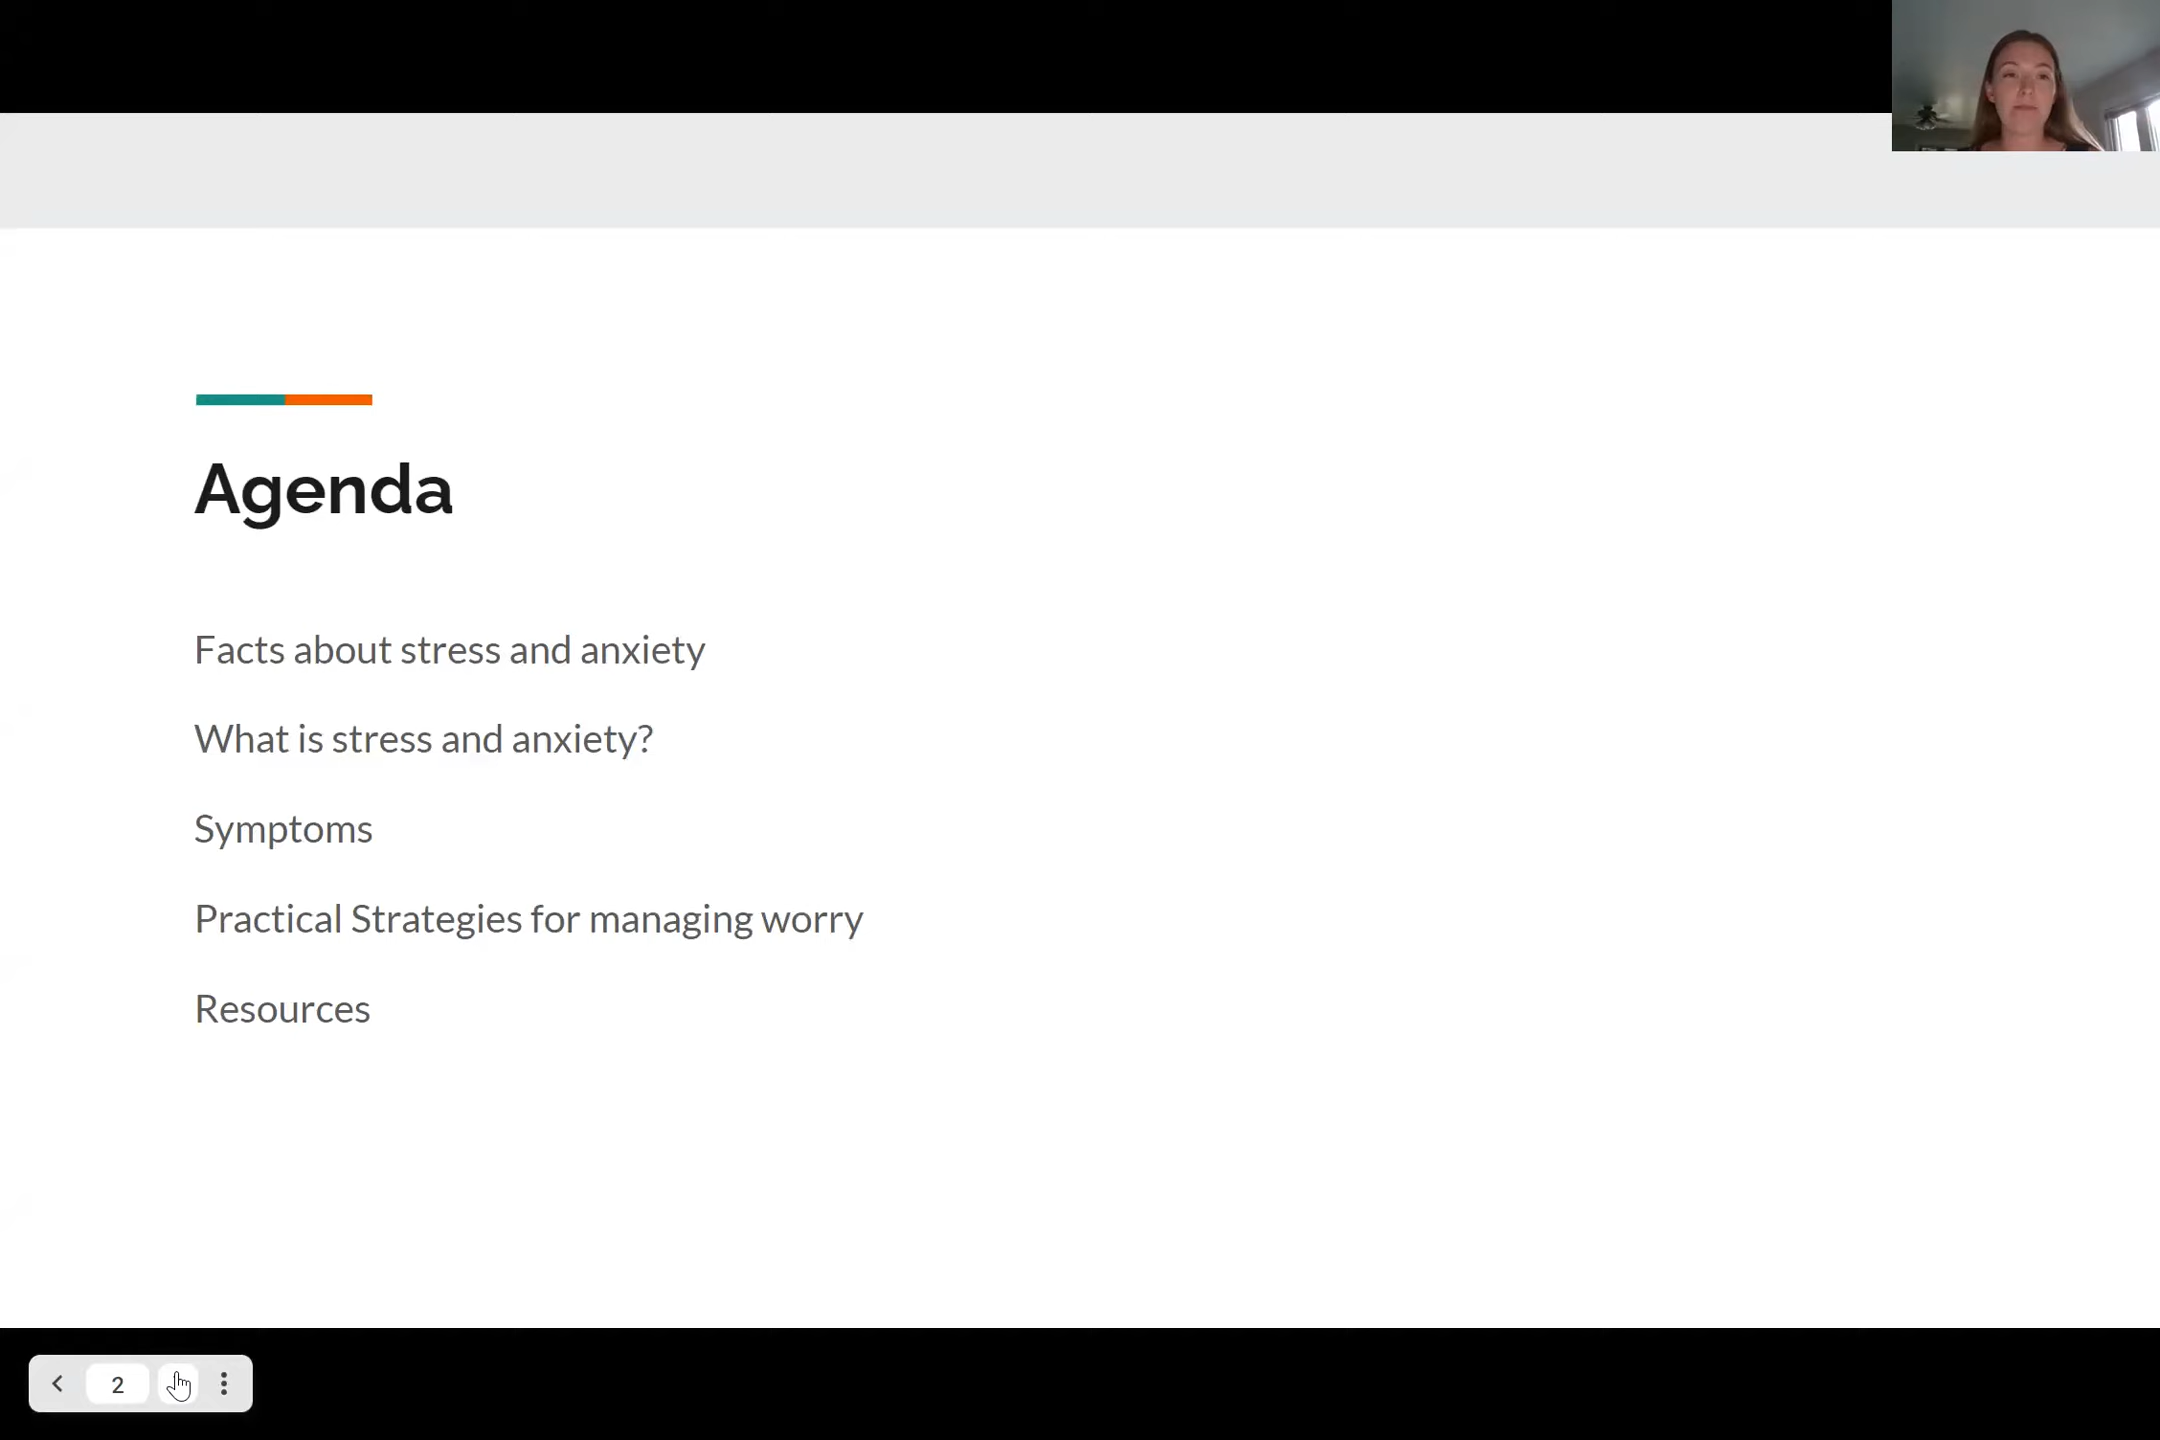 Agenda
Facts about stress and anxiety
What is stress and anxiety?
Symptoms
Practical Strategies for managing worry
Resources
2